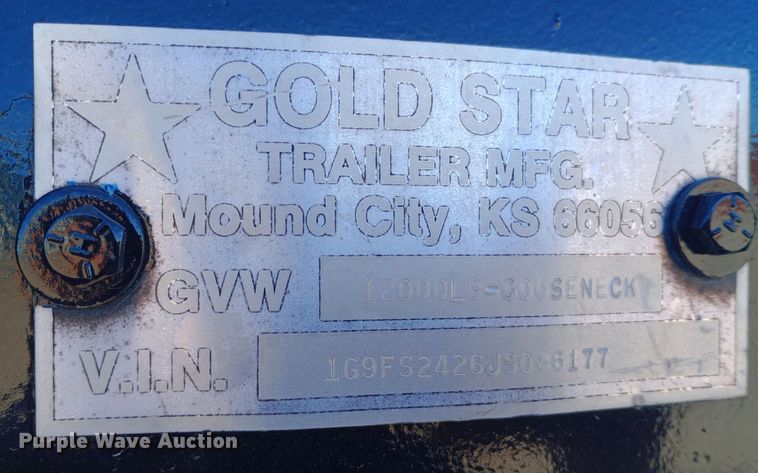 GOLD STAR
TRAILER MFG.
Mound City, KS 66056
GVW 12000LB-GOOSENECK
V.I.N. 1G9FS2426JS086177
Purple Wave Auction